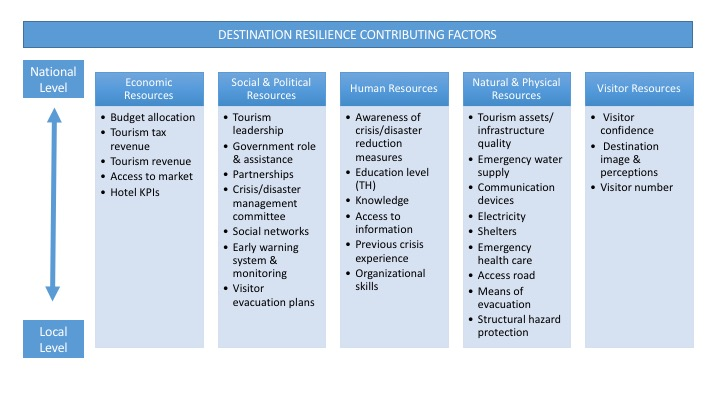 DESTINATION RESILIENCE CONTRIBUTING FACTORS
National
Level
Local
Level
Economic
Resources
• Budget allocation
• Tourism tax
revenue
• Tourism revenue
• Access to market
• Hotel KPIs
Social & Political
Resources
• Tourism
leadership
• Government role
& assistance
• Partnerships
• Crisis/disaster
management
committee
• Social networks
• Early warning
system &
monitoring
• Visitor
evacuation plans
Human Resources
• Awareness of
crisis/disaster
reduction
measures
• Education level
(TH)
• Knowledge
• Access to
information
• Previous crisis
experience
• Organizational
skills
Natural & Physical
Resources
• Tourism assets/
infrastructure
quality
• Emergency water
supply
• Communication
devices
• Electricity
• Shelters
• Emergency
health care
• Access road
• Means of
evacuation
• Structural hazard
protection
Visitor Resources
• Visitor
confidence
• Destination
image &
perceptions
• Visitor number